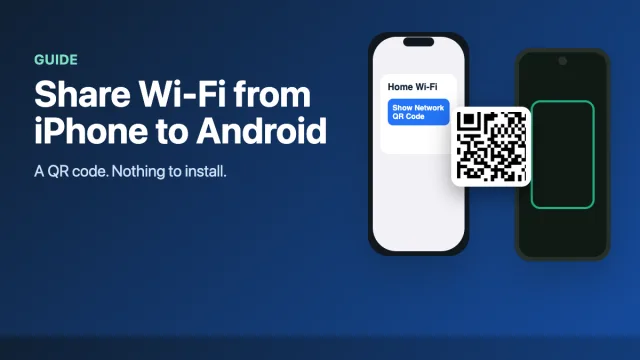 GUIDE
Share Wi-Fi from
iPhone to Android
A QR code. Nothing to install.
Home Wi-Fi
Show Network
QR Code